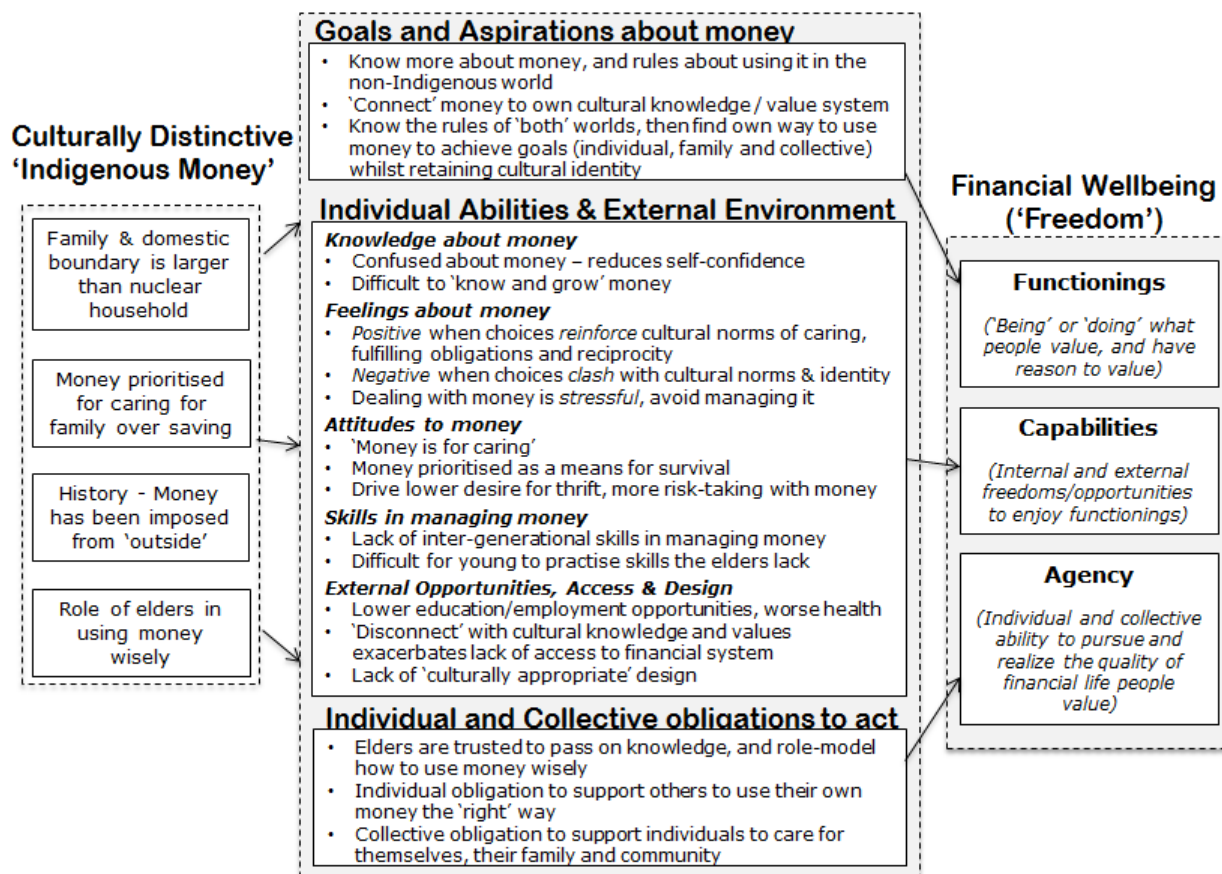 Culturally Distinctive
‘Indigenous Money’
Family & domestic
boundary is larger
than nuclear
household
Money prioritised
for caring for
family over saving
History - Money
has been imposed
from ‘outside’
Role of elders in
using money
wisely
Goals and Aspirations about money
• Know more about money, and rules about using it in the
non-Indigenous world
• ‘Connect’ money to own cultural knowledge / value system
• Know the rules of ‘both’ worlds, then find own way to use
money to achieve goals (individual, family and collective)
whilst retaining cultural identity
Individual Abilities & External Environment
Knowledge about money
• Confused about money – reduces self-confidence
• Difficult to ‘know and grow’ money
Feelings about money
• Positive when choices reinforce cultural norms of caring,
fulfilling obligations and reciprocity
• Negative when choices clash with cultural norms & identity
• Dealing with money is stressful, avoid managing it
Attitudes to money
• ‘Money is for caring’
• Money prioritised as a means for survival
• Drive lower desire for thrift, more risk-taking with money
Skills in managing money
• Lack of inter-generational skills in managing money
• Difficult for young to practise skills the elders lack
External Opportunities, Access & Design
• Lower education/employment opportunities, worse health
• ‘Disconnect’ with cultural knowledge and values
exacerbates lack of access to financial system
• Lack of ‘culturally appropriate’ design
Individual and Collective obligations to act
• Elders are trusted to pass on knowledge, and role-model
how to use money wisely
• Individual obligation to support others to use their own
money the ‘right’ way
• Collective obligation to support individuals to care for
themselves, their family and community
Financial Wellbeing
(‘Freedom’)
Functionings
(‘Being’ or ‘doing’ what
people value, and have
reason to value)
Capabilities
(Internal and external
freedoms/opportunities
to enjoy functionings)
Agency
(Individual and collective
ability to pursue and
realize the quality of
financial life people
value)